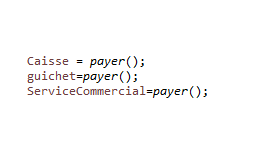 Caisse = payer();
guichet=payer();
ServiceCommercial=payer();